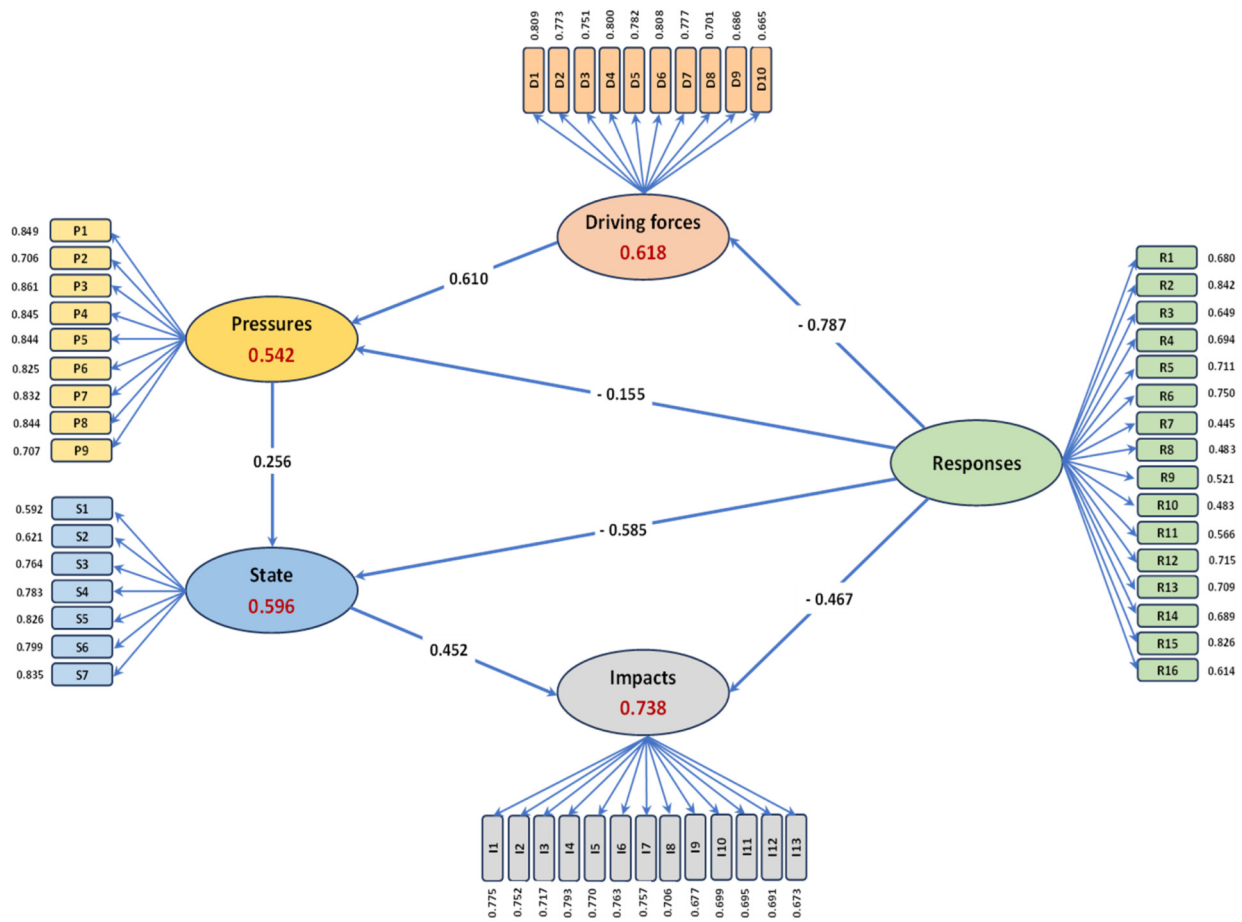 0.809 0.773 0.751 0.800 0.782 0.808 0.777 0.701 0.686 0.665
D1 D2 D3 D4 D5 D6 D7 D8 D9 D10
Driving forces
0.618
0.849 P1
0.706 P2
0.861 P3
0.845 P4
0.844 P5
0.825 P6
0.832 P7
0.844 P8
0.707 P9
Pressures
0.542
0.610
- 0.787
- 0.155
0.256
- 0.585
- 0.467
0.452
Responses
R1 0.680
R2 0.842
R3 0.649
R4 0.694
R5 0.711
R6 0.750
R7 0.445
R8 0.483
R9 0.521
R10 0.483
R11 0.566
R12 0.715
R13 0.709
R14 0.689
R15 0.826
R16 0.614
0.592 S1
0.621 S2
0.764 S3
0.783 S4
0.826 S5
0.799 S6
0.835 S7
State
0.596
Impacts
0.738
I1 I2 I3 I4 I5 I6 I7 I8 I9 I10 I11 I12 I13
0.775 0.752 0.717 0.793 0.770 0.763 0.757 0.706 0.677 0.699 0.695 0.691 0.673